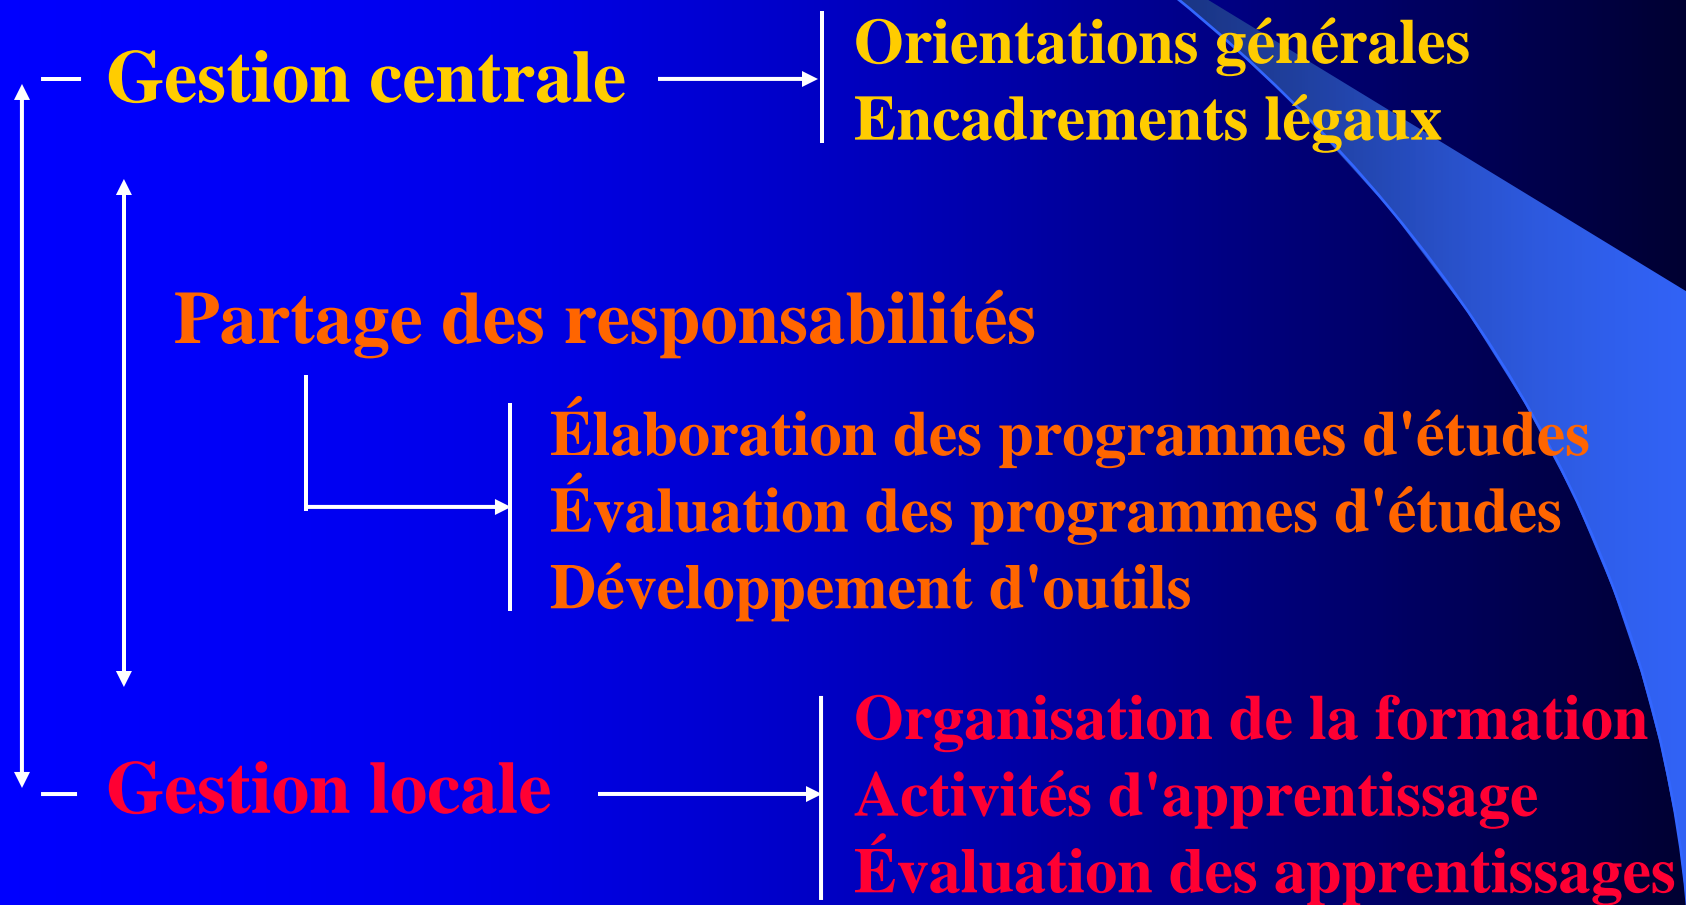 Gestion centrale
Orientations générales
Encadrements légaux
Partage des responsabilités
Élaboration des programmes d'études
Évaluation des programmes d'études
Développement d'outils
Gestion locale
Organisation de la formation
Activités d'apprentissage
Évaluation des apprentissages